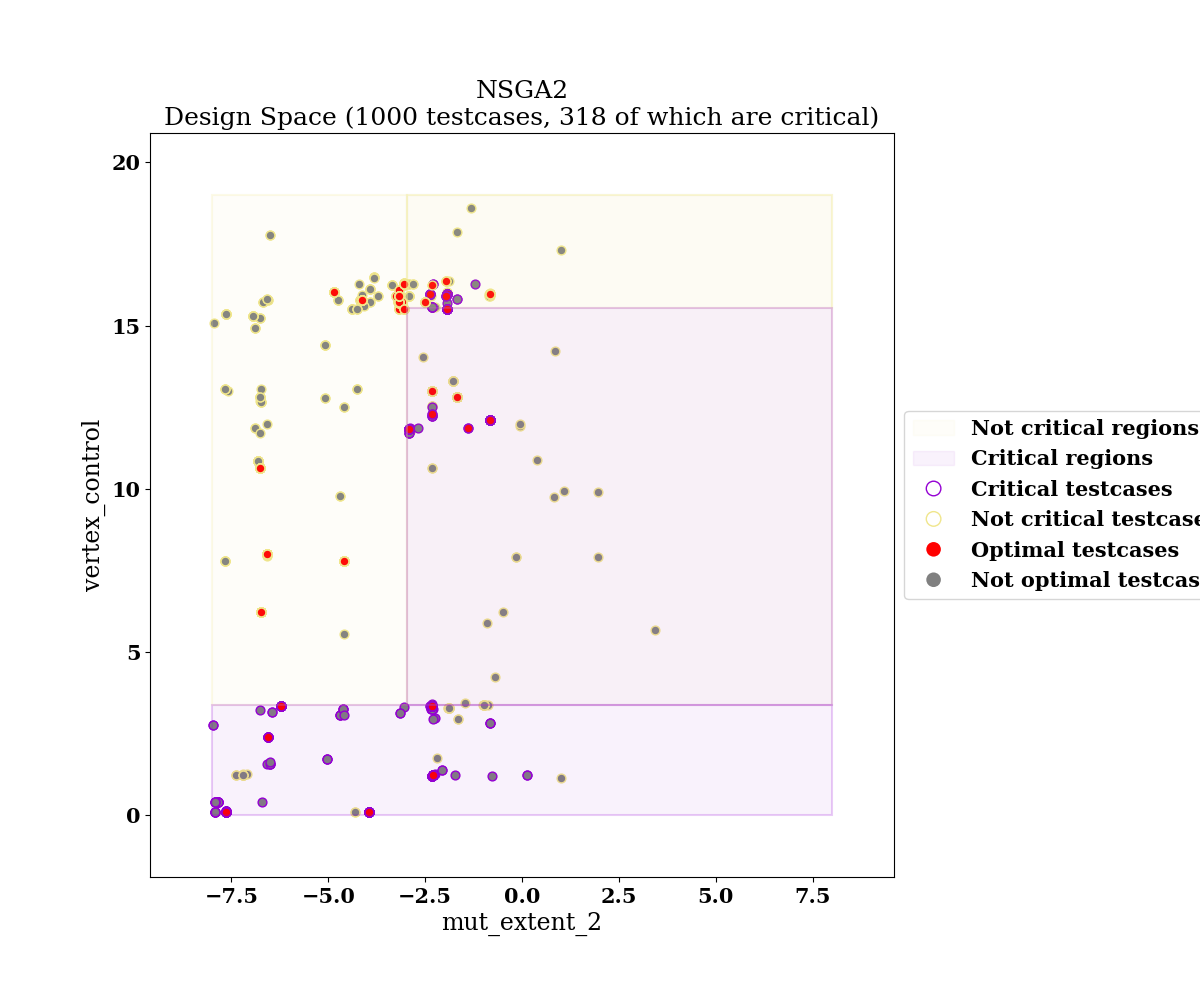 NSGA2
Design Space (1000 testcases, 318 of which are critical)
20
15
10
5
0
vertex_control
−7.5
−5.0
−2.5
0.0
2.5
5.0
7.5
mut_extent_2
Not critical regions
Critical regions
Critical testcases
Not critical testcase
Optimal testcases
Not optimal testcas